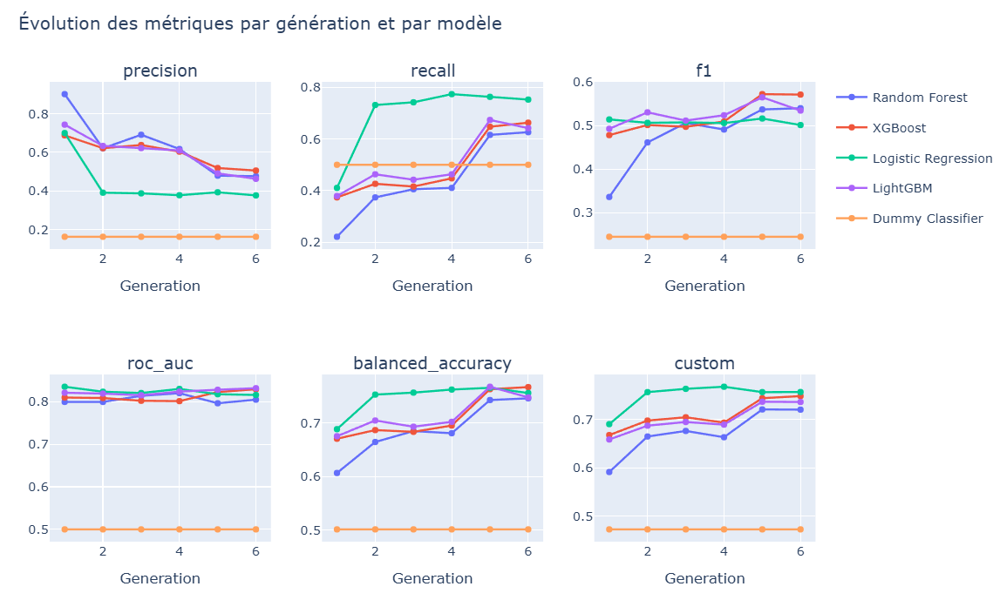 Évolution des métriques par génération et par modèle
precision
recall
f1
0.8
0.6
0.4
0.2
2
4
6
Generation
0.8
0.6
0.4
0.2
2
4
6
Generation
0.6
0.5
0.4
0.3
2
4
6
Generation
Random Forest
XGBoost
Logistic Regression
LightGBM
Dummy Classifier
roc_auc
balanced_accuracy
custom
0.8
0.7
0.6
0.5
2
4
6
Generation
0.7
0.6
0.5
2
4
6
Generation
0.7
0.6
0.5
2
4
6
Generation